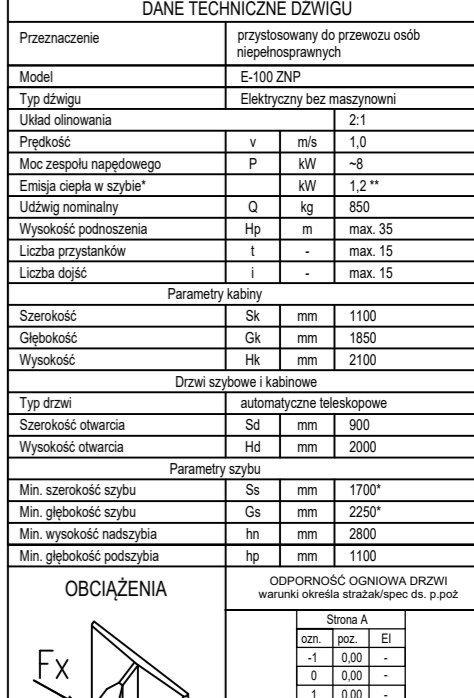 DANE TECHNICZNE DŹWIGU
Przeznaczenie przystosowany do przewozu osób
niepełnosprawnych
Model E-100 ZNP
Typ dźwigu Elektryczny bez maszynowni
Układ olinowania 2:1
Prędkość v m/s 1,0
Moc zespołu napędowego P kW ~8
Emisja ciepła w szybie* kW 1,2 **
Udźwig nominalny Q kg 850
Wysokość podnoszenia Hp m max. 35
Liczba przystanków t - max. 15
Liczba dojść i - max. 15
Parametry kabiny
Szerokość Sk mm 1100
Głębokość Gk mm 1850
Wysokość Hk mm 2100
Drzwi szybowe i kabinowe
Typ drzwi automatyczne teleskopowe
Szerokość otwarcia Sd mm 900
Wysokość otwarcia Hd mm 2000
Parametry szybu
Min. szerokość szybu Ss mm 1700*
Min. głębokość szybu Gs mm 2250*
Min. wysokość nadszybia hn mm 2800
Min. głębokość podszybia hp mm 1100
OBCIĄŻENIA
Fx
ODPORNOŚĆ OGNIOWA DRZWI
warunki określa strażak/spec ds. p.poż
Strona A
ozn. poz. EI
-1 0,00 -
0 0,00 -
1 0,00 -